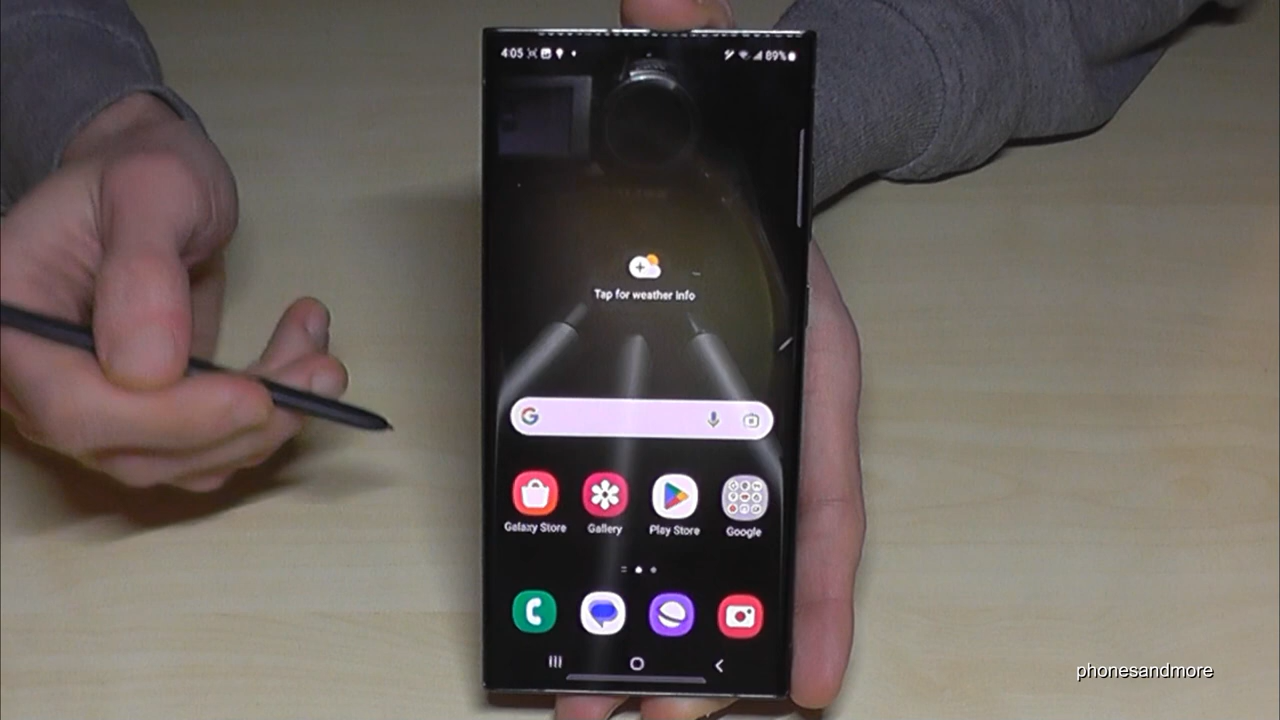 4:05
89%
Tap for weather info
G
Galaxy Store
Gallery
Play Store
Google
phonesandmore